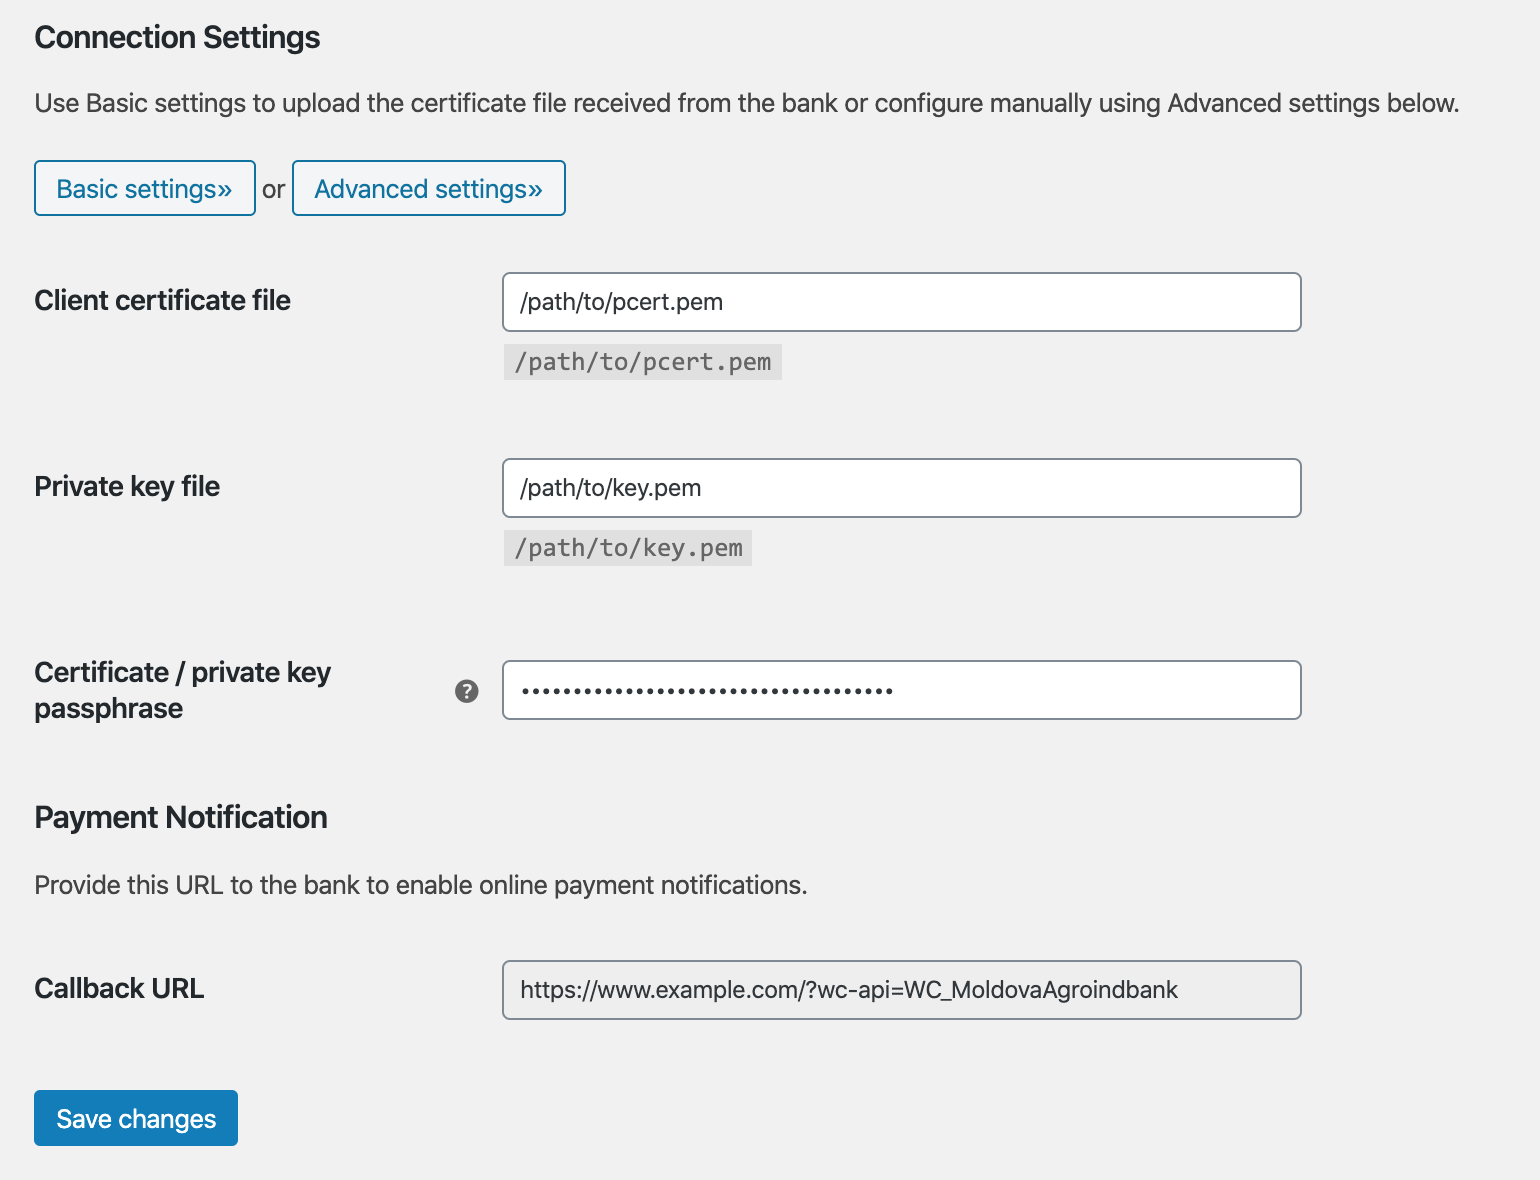 Connection Settings
Use Basic settings to upload the certificate file received from the bank or configure manually using Advanced settings below.
Basic settings» or Advanced settings»
Client certificate file
/path/to/pcert.pem
/path/to/pcert.pem
Private key file
/path/to/key.pem
/path/to/key.pem
Certificate / private key
passphrase
?
••••••••••••••••••••••••••••••••••••
Payment Notification
Provide this URL to the bank to enable online payment notifications.
Callback URL
https://www.example.com/?wc-api=WC_MoldovaAgroindbank
Save changes